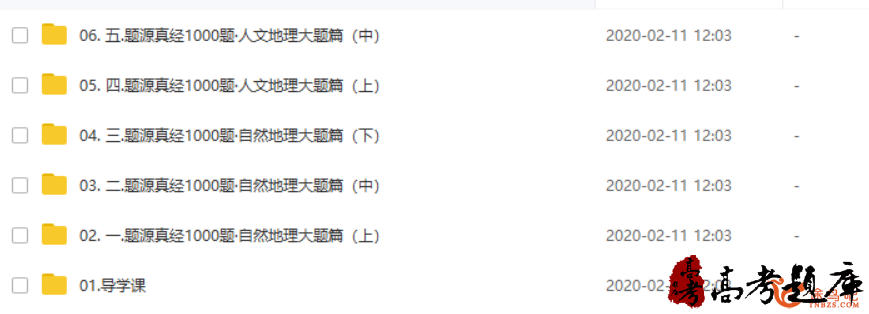 06. 五.题源真经1000题·人文地理大题篇（中） 2020-02-11 12:03 -
05. 四.题源真经1000题·人文地理大题篇（上） 2020-02-11 12:03 -
04. 三.题源真经1000题·自然地理大题篇（下） 2020-02-11 12:03 -
03. 二.题源真经1000题·自然地理大题篇（中） 2020-02-11 12:03 -
02. 一.题源真经1000题·自然地理大题篇（上） 2020-02-11 12:03 -
01.导学课 2020-02
高考 高考题库
INBZS.COM